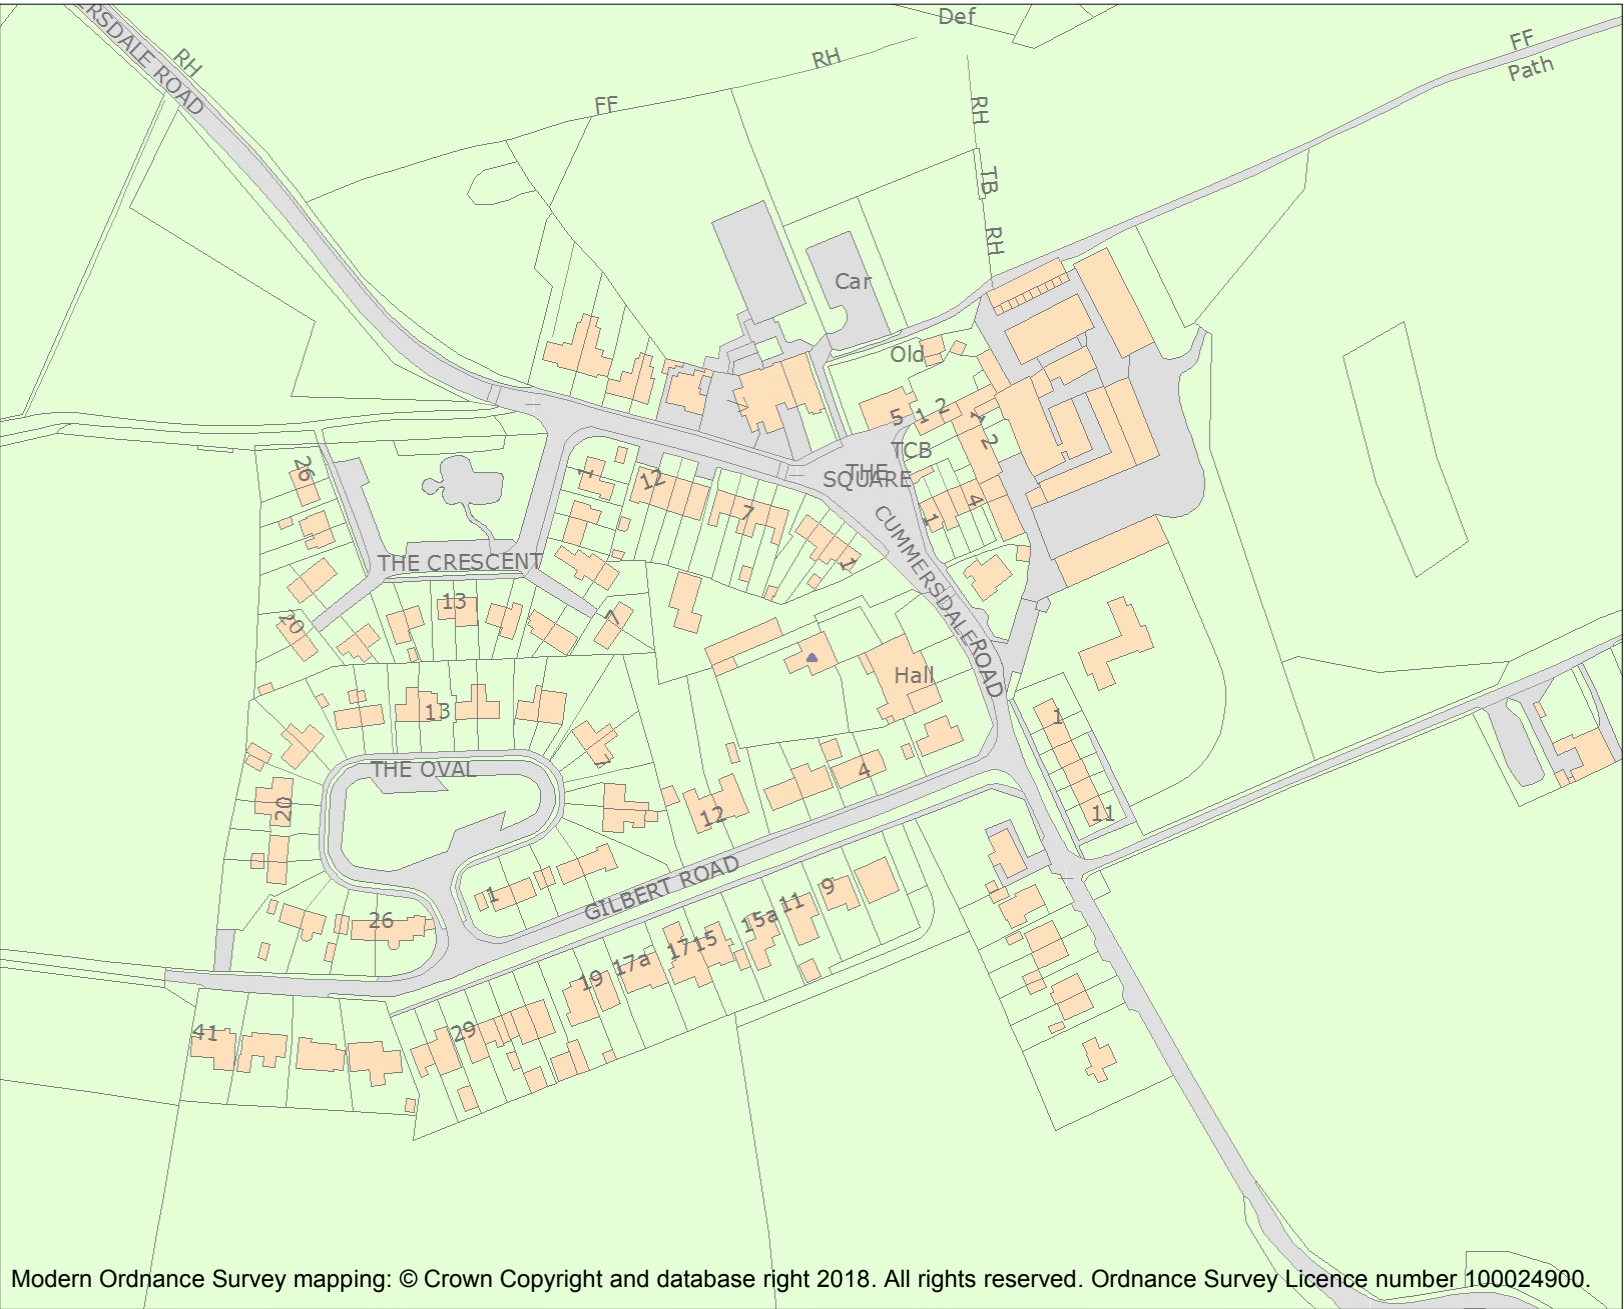 Def
FF
Path
RH
RH
FF
ERSDALE ROAD
RH
TB
RH
Car
Old
5
1
2
1
2
TCB
THE
SQUARE
26
1
12
7
1
1
4
CUMMERSDALE ROAD
THE CRESCENT
13
20
7
Hall
13
1
1
THE OVAL
20
4
12
11
1
GILBERT ROAD
9
11
15a
15
17
17a
19
26
29
41
Modern Ordnance Survey mapping: © Crown Copyright and database right 2018. All rights reserved. Ordnance Survey Licence number 100024900.